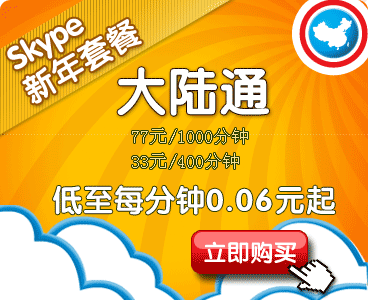 Skype
新年套餐
大陆通
77元/1000分钟
33元/400分钟
低至每分钟0.06元起
立即购买